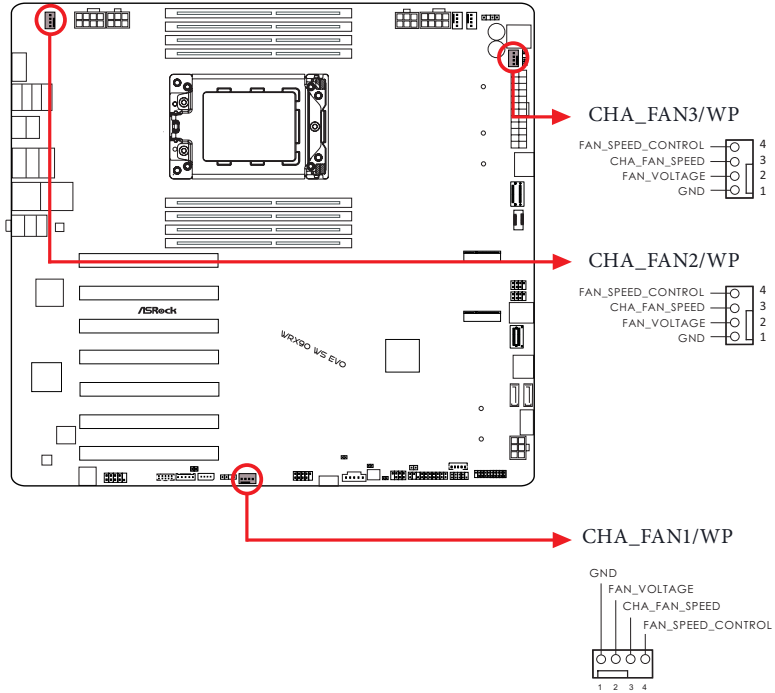 CHA_FAN3/WP
FAN_SPEED_CONTROL 4
CHA_FAN_SPEED 3
FAN_VOLTAGE 2
GND 1
CHA_FAN2/WP
FAN_SPEED_CONTROL 4
CHA_FAN_SPEED 3
FAN_VOLTAGE 2
GND 1
/ISRock
WRX90 WS EVO
CHA_FAN1/WP
GND
FAN_VOLTAGE
CHA_FAN_SPEED
FAN_SPEED_CONTROL
1 2 3 4